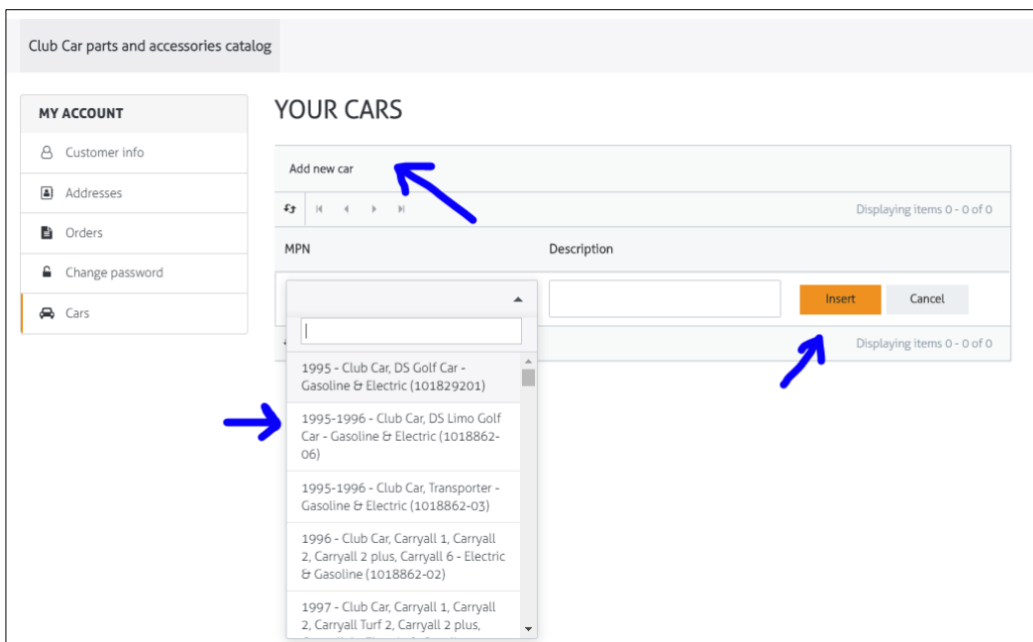 Club Car parts and accessories catalog
MY ACCOUNT
Customer info
Addresses
Orders
Change password
Cars
YOUR CARS
Add new car
Displaying items 0 - 0 of 0
MPN
Description
Insert
Cancel
Displaying items 0 - 0 of 0
1995 - Club Car, DS Golf Car -
Gasoline & Electric (101829201)
1995-1996 - Club Car, DS Limo Golf
Car - Gasoline & Electric (1018862-
06)
1995-1996 - Club Car, Transporter -
Gasoline & Electric (1018862-03)
1996 - Club Car, Carryall 1, Carryall
2, Carryall 2 plus, Carryall 6 - Electric
& Gasoline (1018862-02)
1997 - Club Car, Carryall 1, Carryall
2, Carryall Turf 2, Carryall 2 plus,